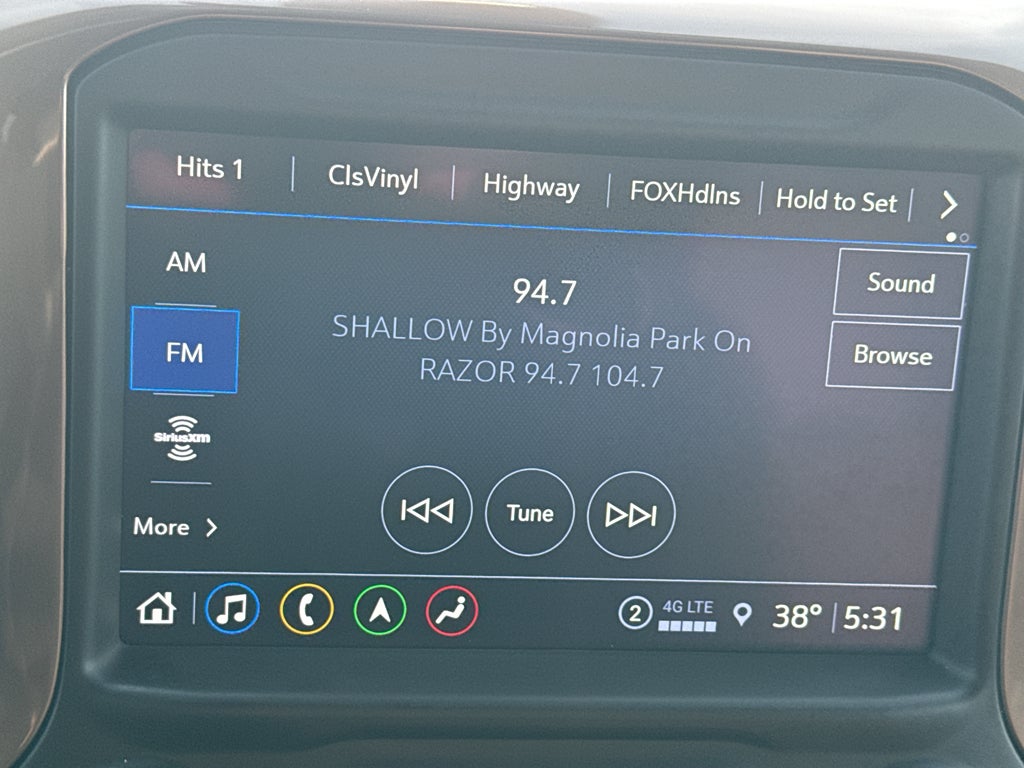 Hits 1 ClsVinyl Highway FOXHdlns Hold to Set
AM
94.7
Sound
SHALLOW By Magnolia Park On
FM
Browse
RAZOR 94.7 104.7
SiriusXM
Tune
More
2 4G LTE 38° 5:31